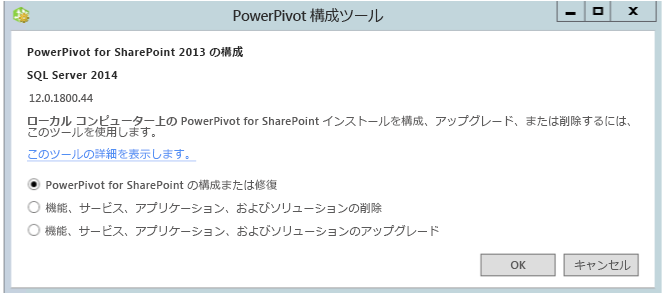 PowerPivot 構成ツール
PowerPivot for SharePoint 2013 の構成
SQL Server 2014
12.0.1800.44
ローカル コンピューター上の PowerPivot for SharePoint インストールを構成、アップグレード、または削除するには、
このツールを使用します。
このツールの詳細を表示します。
PowerPivot for SharePoint の構成または修復
機能、サービス、アプリケーション、およびソリューションの削除
機能、サービス、アプリケーション、およびソリューションのアップグレード
OK キャンセル